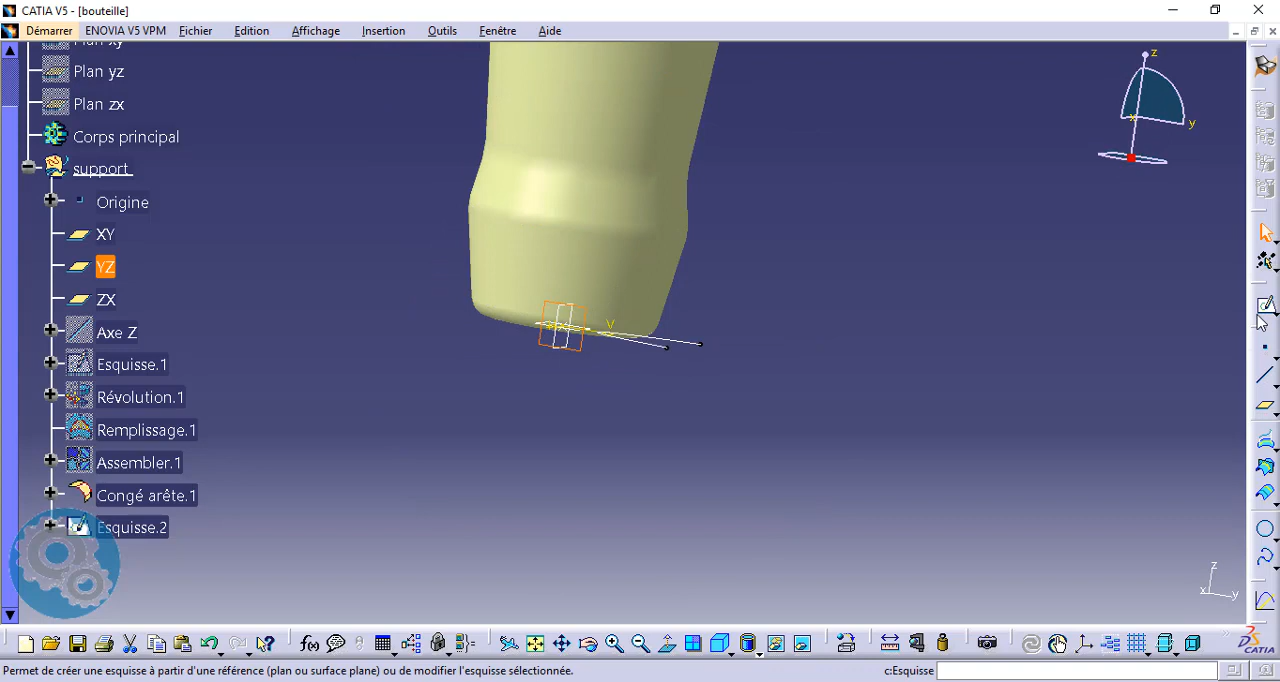 CATIA V5 - [bouteille]
Démarrer ENOVIA V5 VPM Fichier Edition Affichage Insertion Outils Fenêtre Aide
Plan xy
Plan yz
Plan zx
Corps principal
support
Origine
XY
YZ
ZX
Axe Z
Esquisse.1
Révolution.1
Remplissage.1
Assembler.1
Congé arête.1
Esquisse.2
V
z
x
y
z
x
y
f(x)
CATIA
Permet de créer une esquisse à partir d'une référence (plan ou surface plane) ou de modifier l'esquisse sélectionnée.
c:Esquisse